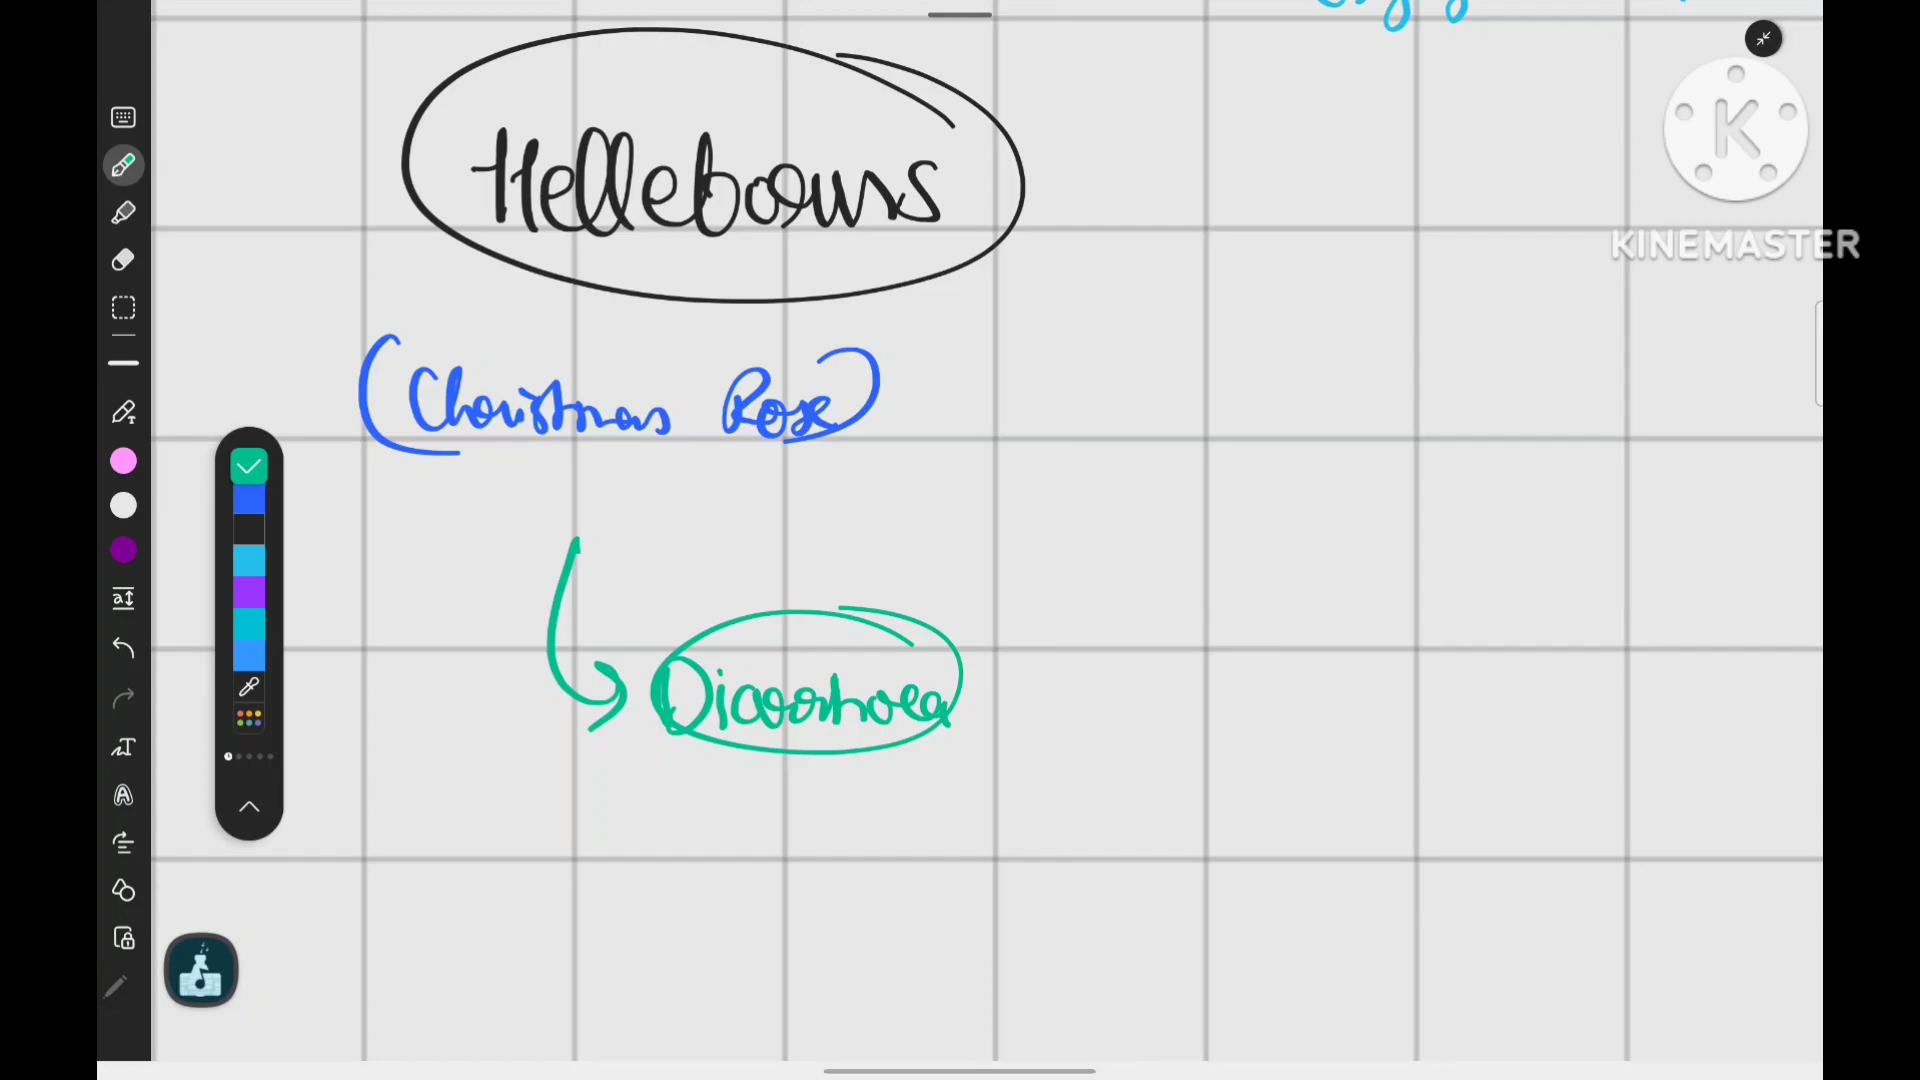 Helleborus
K
KINEMASTER
(Christmas Rose)
Diarrhoea